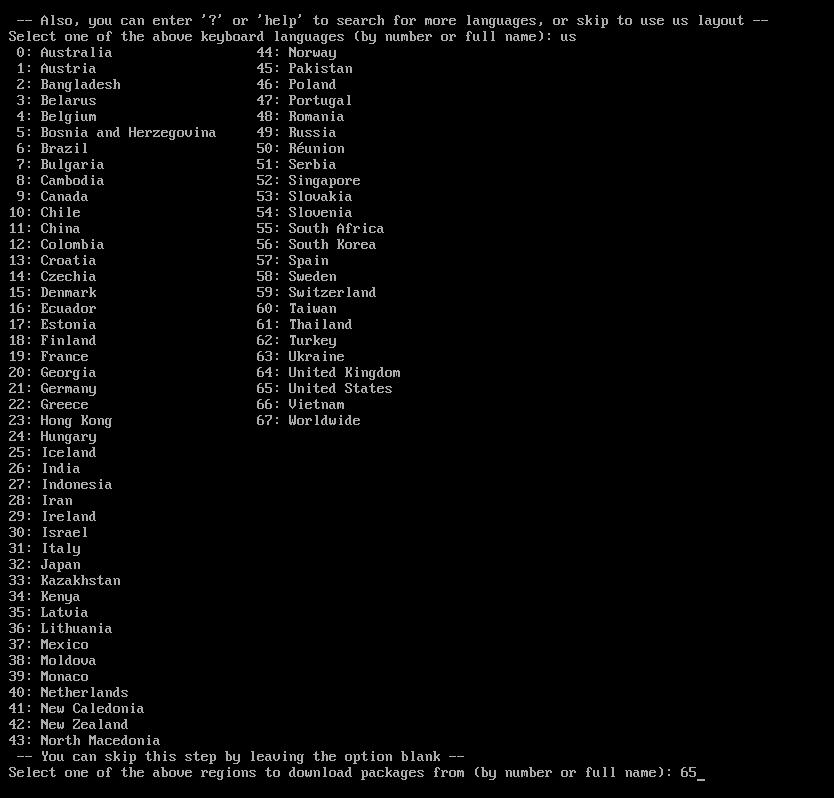 -- Also, you can enter '?' or 'help' to search for more languages, or skip to use us layout --
Select one of the above keyboard languages (by number or full name): us
0: Australia 44: Norway
1: Austria 45: Pakistan
2: Bangladesh 46: Poland
3: Belarus 47: Portugal
4: Belgium 48: Romania
5: Bosnia and Herzegovina 49: Russia
6: Brazil 50: Réunion
7: Bulgaria 51: Serbia
8: Cambodia 52: Singapore
9: Canada 53: Slovakia
10: Chile 54: Slovenia
11: China 55: South Africa
12: Colombia 56: South Korea
13: Croatia 57: Spain
14: Czechia 58: Sweden
15: Denmark 59: Switzerland
16: Ecuador 60: Taiwan
17: Estonia 61: Thailand
18: Finland 62: Turkey
19: France 63: Ukraine
20: Georgia 64: United Kingdom
21: Germany 65: United States
22: Greece 66: Vietnam
23: Hong Kong 67: Worldwide
24: Hungary
25: Iceland
26: India
27: Indonesia
28: Iran
29: Ireland
30: Israel
31: Italy
32: Japan
33: Kazakhstan
34: Kenya
35: Latvia
36: Lithuania
37: Mexico
38: Moldova
39: Monaco
40: Netherlands
41: New Caledonia
42: New Zealand
43: North Macedonia
-- You can skip this step by leaving the option blank --
Select one of the above regions to download packages from (by number or full name): 65_